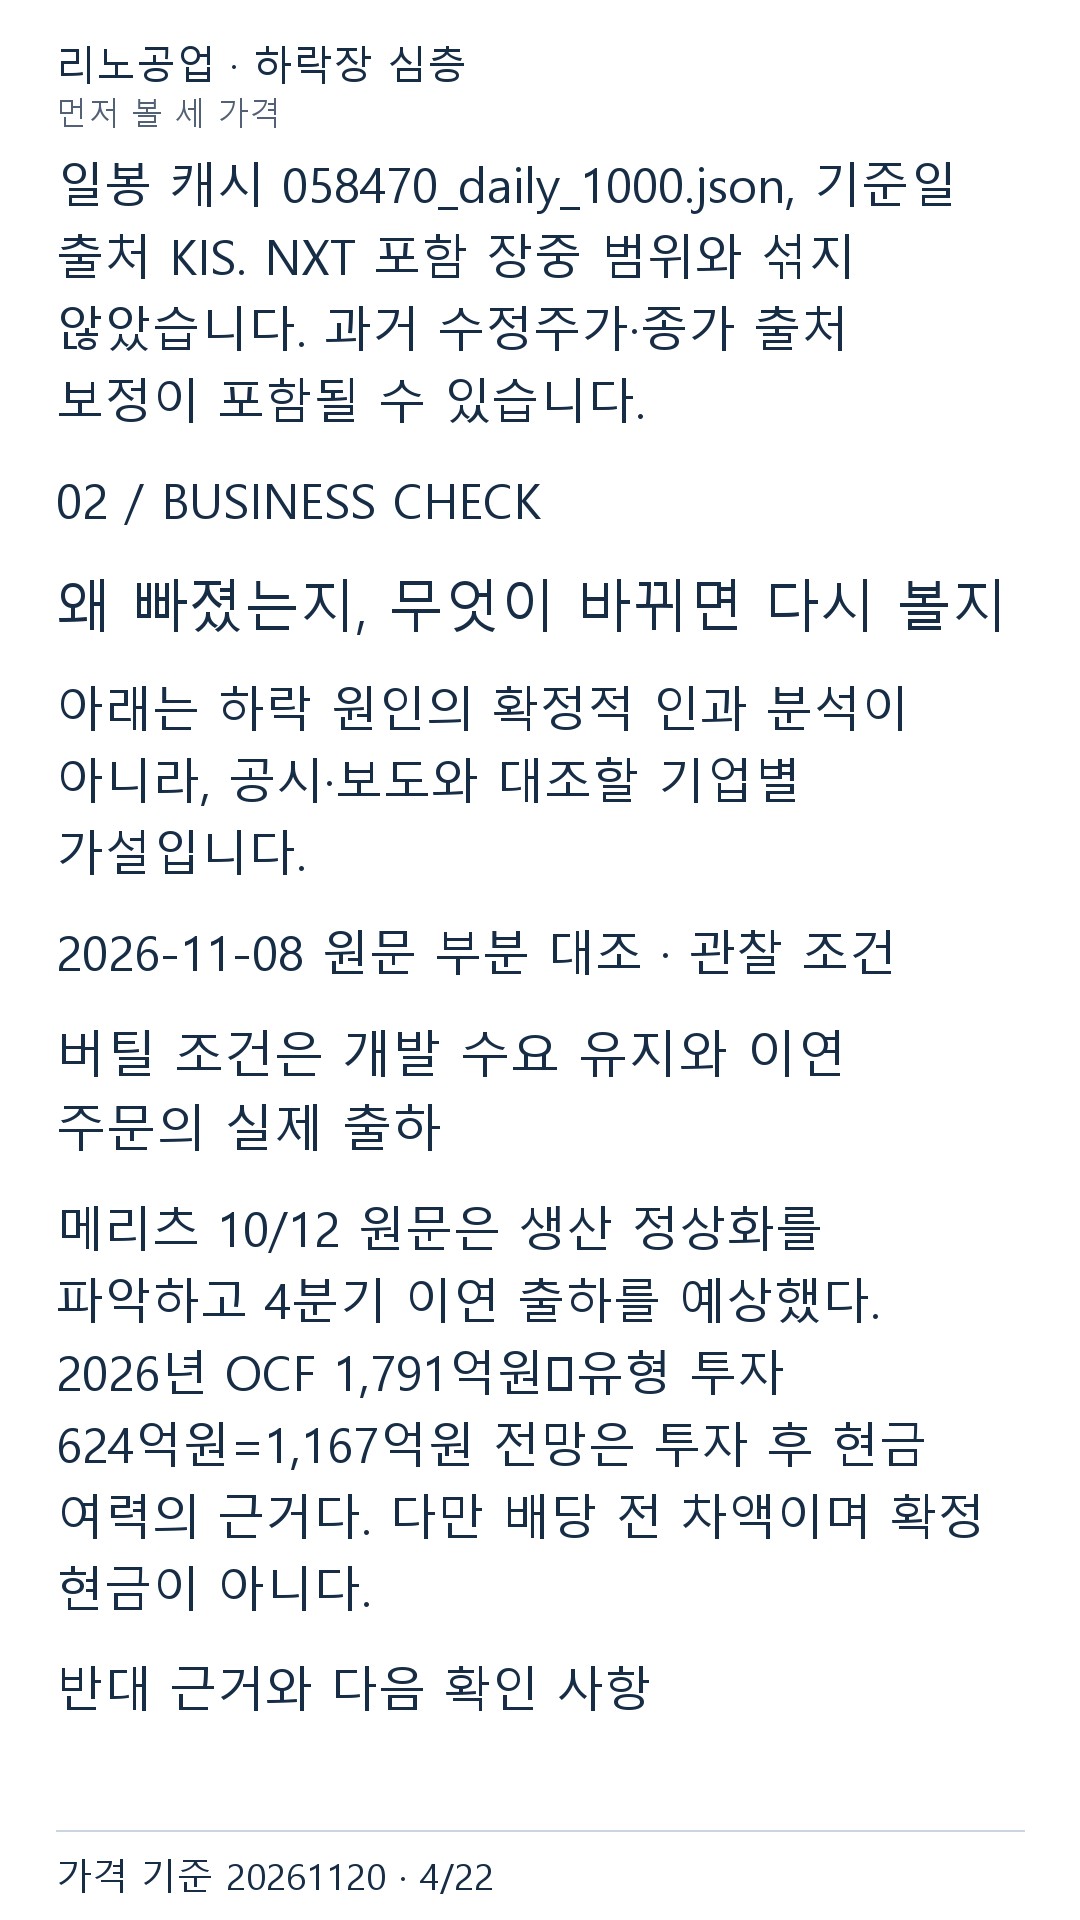 리노공업 · 하락장 심층
먼저 볼 세 가격
일봉 캐시 058470_daily_1000.json, 기준일
출처 KIS. NXT 포함 장중 범위와 섞지
않았습니다. 과거 수정주가·종가 출처
보정이 포함될 수 있습니다.
02 / BUSINESS CHECK
왜 빠졌는지, 무엇이 바뀌면 다시 볼지
아래는 하락 원인의 확정적 인과 분석이
아니라, 공시·보도와 대조할 기업별
가설입니다.
2026-11-08 원문 부분 대조 · 관찰 조건
버틸 조건은 개발 수요 유지와 이연
주문의 실제 출하
메리츠 10/12 원문은 생산 정상화를
파악하고 4분기 이연 출하를 예상했다.
2026년 OCF 1,791억원□유형 투자
624억원=1,167억원 전망은 투자 후 현금
여력의 근거다. 다만 배당 전 차액이며 확정
현금이 아니다.
반대 근거와 다음 확인 사항
가격 기준 20261120 · 4/22